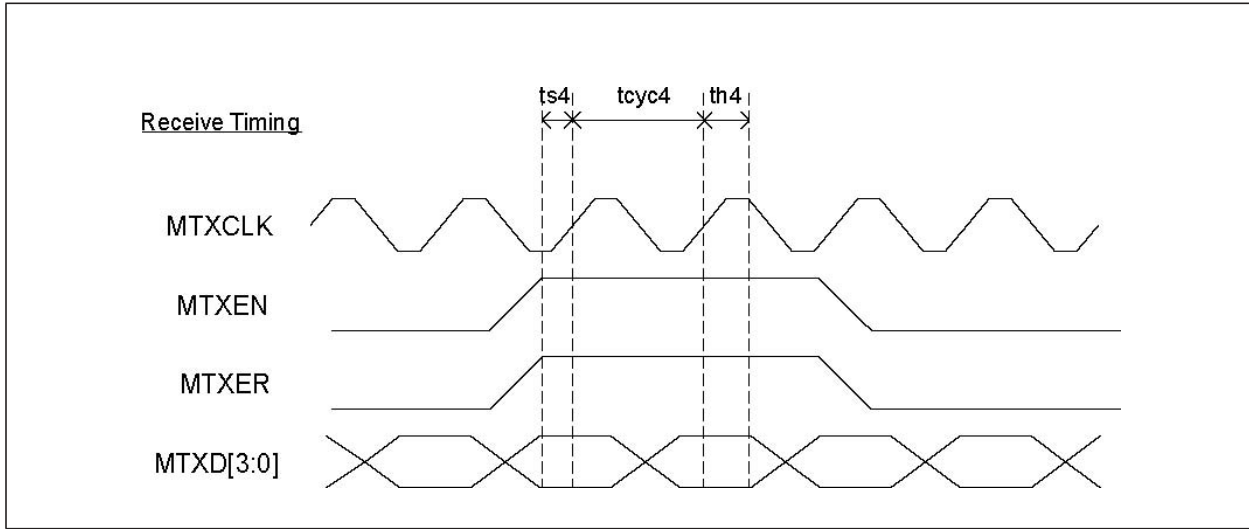 ts4 tcyc4 th4
Receive Timing
MTXCLK
MTXEN
MTXER
MTXD[3:0]